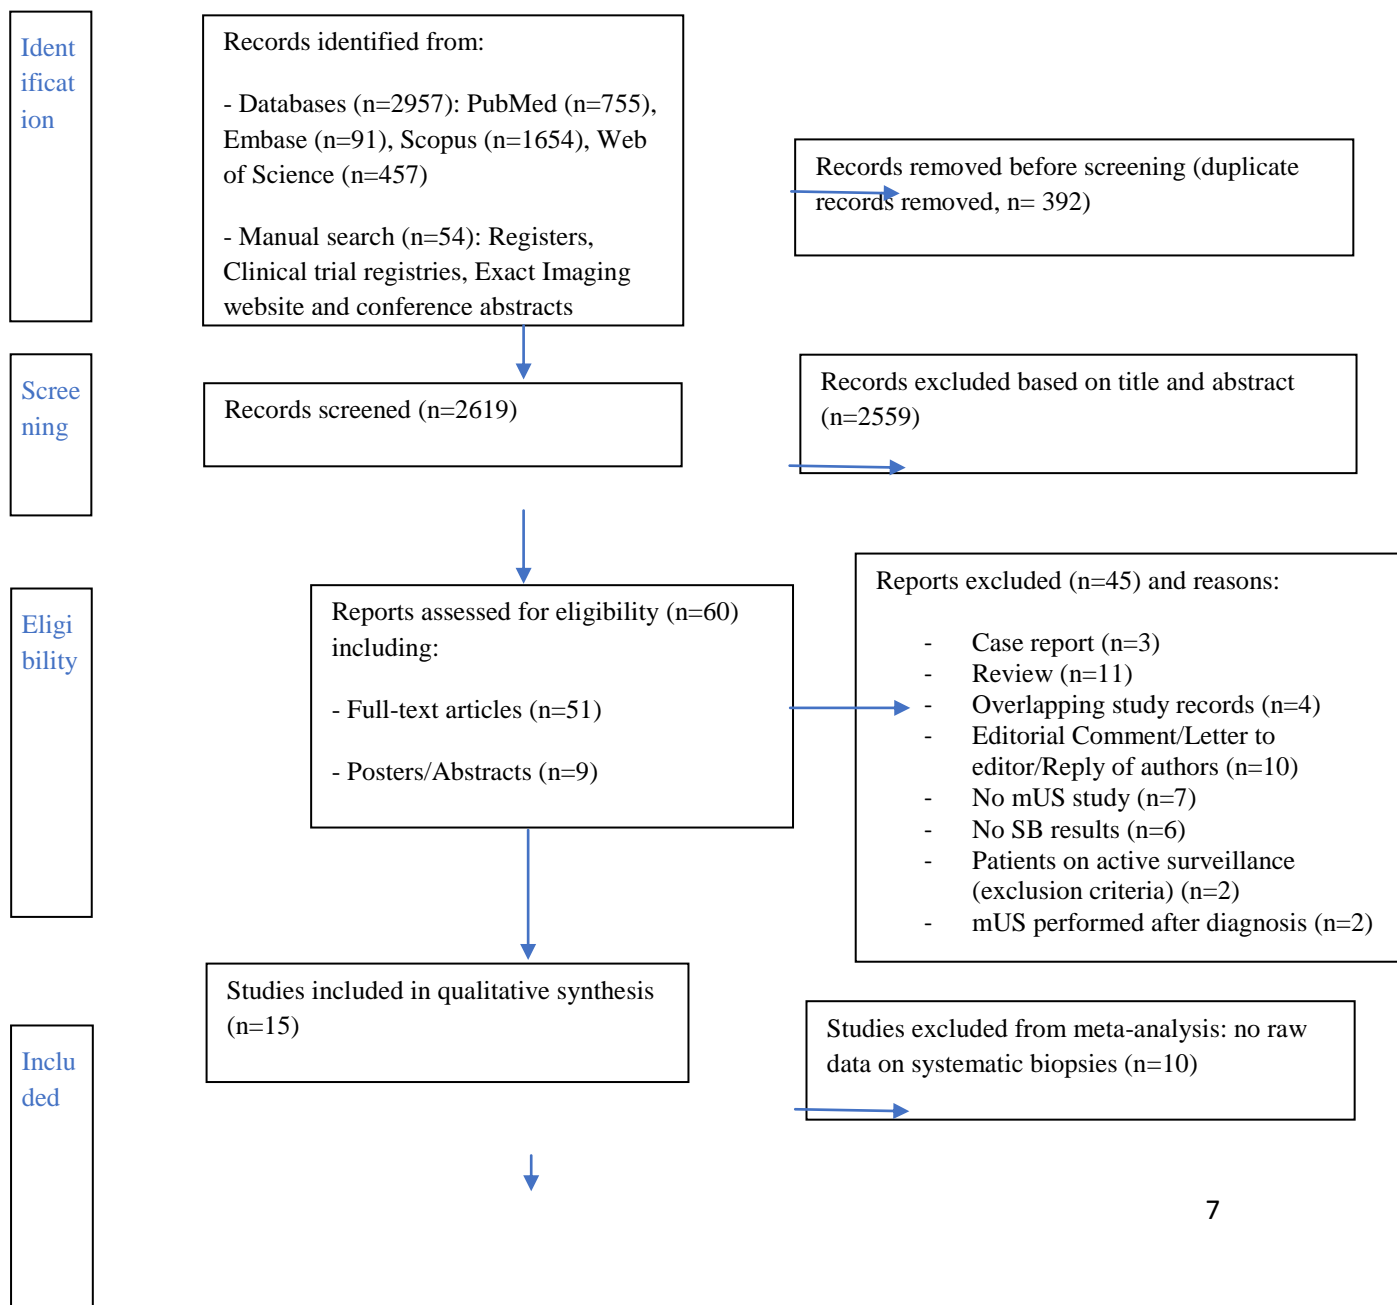 Ident
ificat
ion
Records identified from:
- Databases (n=2957): PubMed (n=755),
Embase (n=91), Scopus (n=1654), Web
of Science (n=457)
- Manual search (n=54): Registers,
Clinical trial registries, Exact Imaging
website and conference abstracts
Records removed before screening (duplicate
records removed, n= 392)
Scree
ning
Records screened (n=2619)
Records excluded based on title and abstract
(n=2559)
Eligi
bility
Reports assessed for eligibility (n=60)
including:
- Full-text articles (n=51)
- Posters/Abstracts (n=9)
Reports excluded (n=45) and reasons:
- Case report (n=3)
- Review (n=11)
- Overlapping study records (n=4)
- Editorial Comment/Letter to
editor/Reply of authors (n=10)
- No mUS study (n=7)
- No SB results (n=6)
- Patients on active surveillance
(exclusion criteria) (n=2)
- mUS performed after diagnosis (n=2)
Inclu
ded
Studies included in qualitative synthesis
(n=15)
Studies excluded from meta-analysis: no raw
data on systematic biopsies (n=10)
7